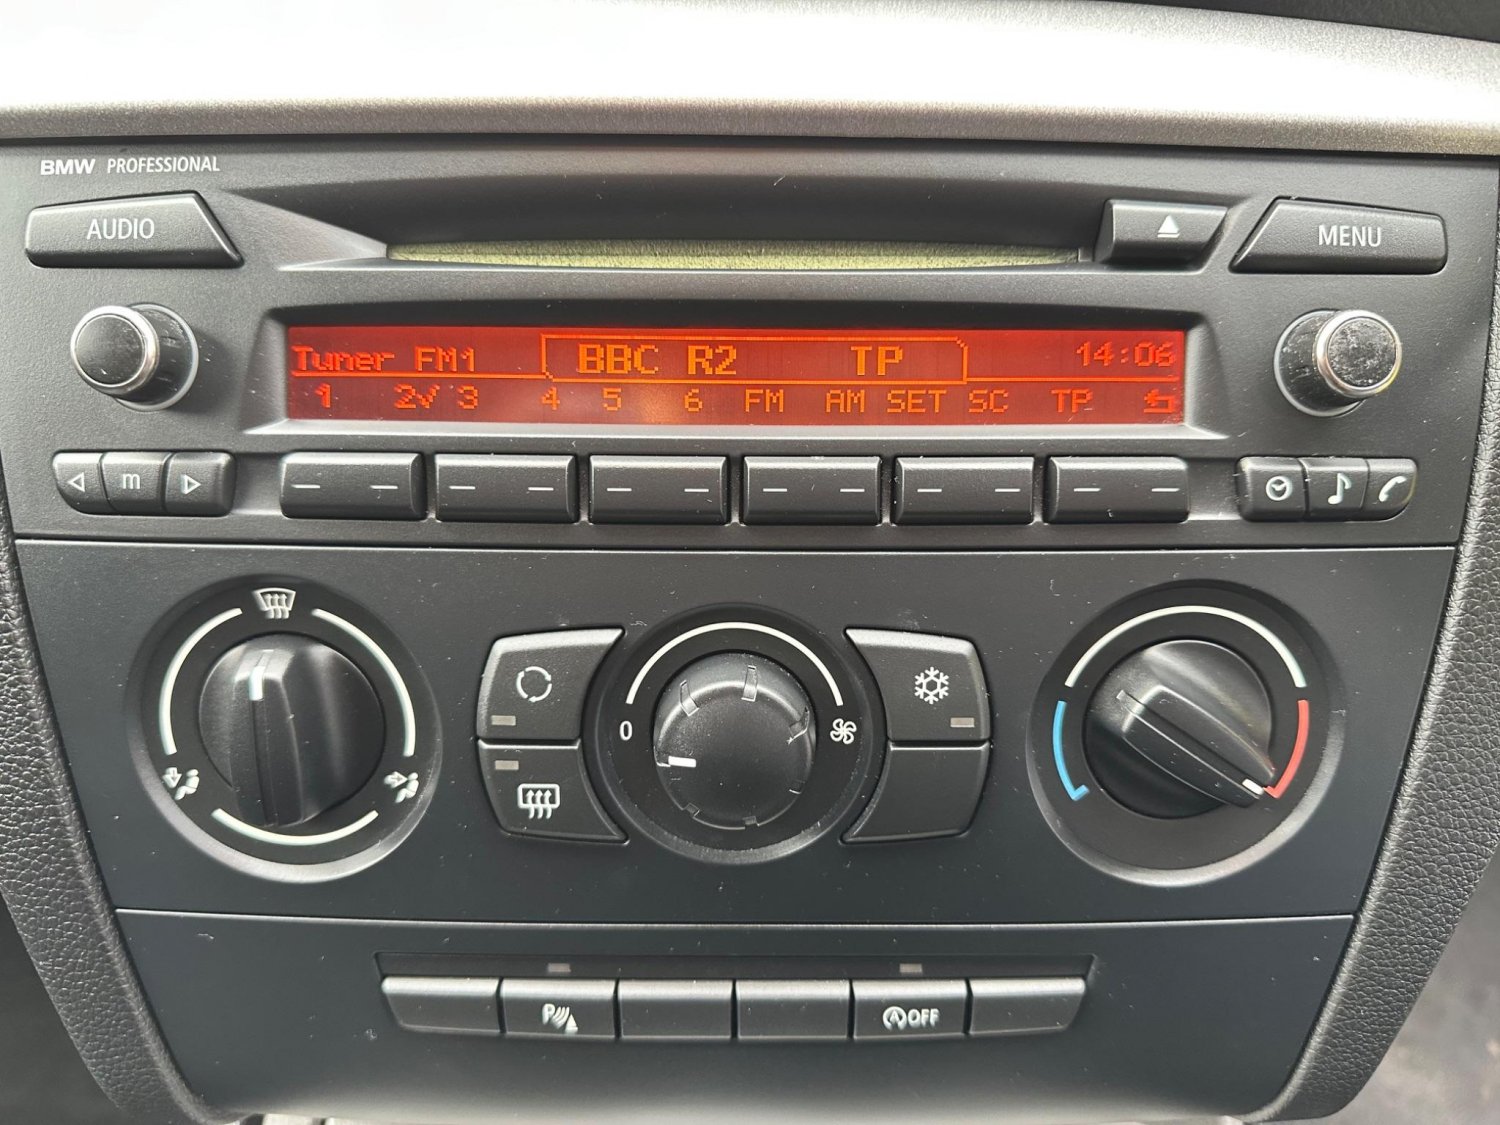 BMW PROFESSIONAL
AUDIO
MENU
Tuner FM1 BBC R2 TP 14:06
1 2√ 3 4 5 6 FM AM SET SC TP
m
0
P
A OFF